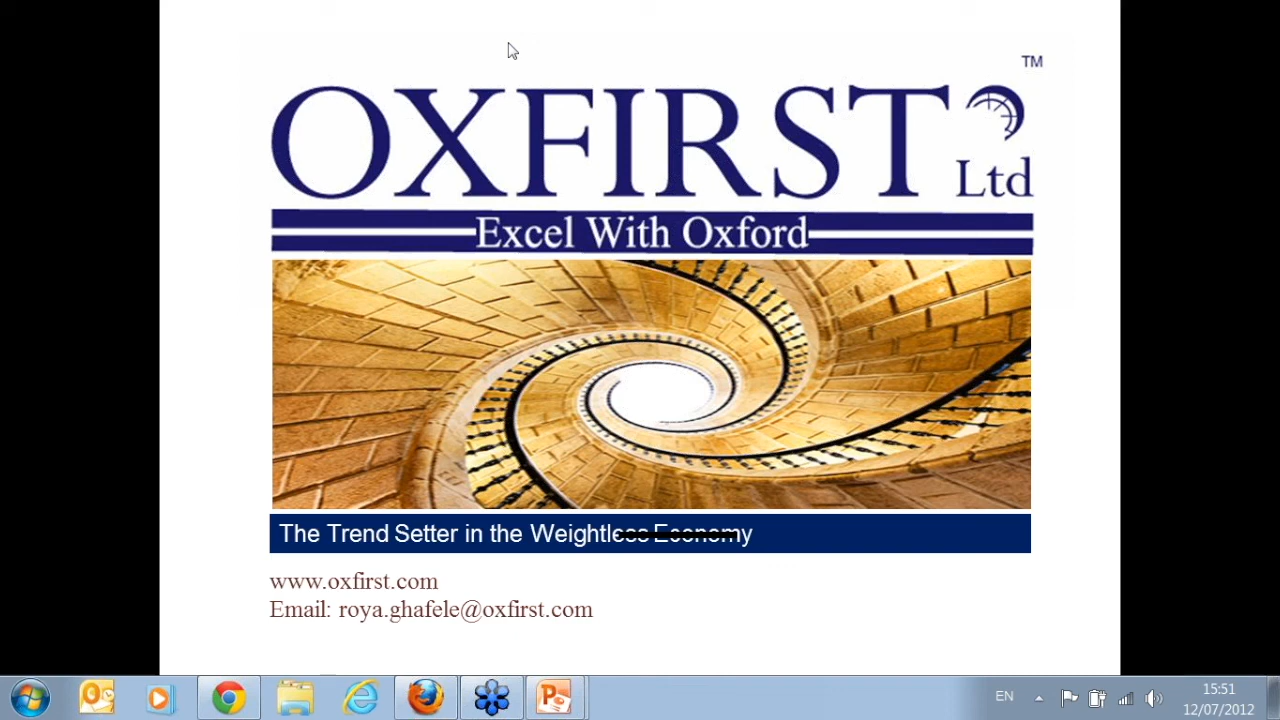 TM
OXFIRST
Ltd
Excel With Oxford
The Trend Setter in the Weightless Economy
www.oxfirst.com
Email: roya.ghafele@oxfirst.com
EN
15:51
12/07/2012